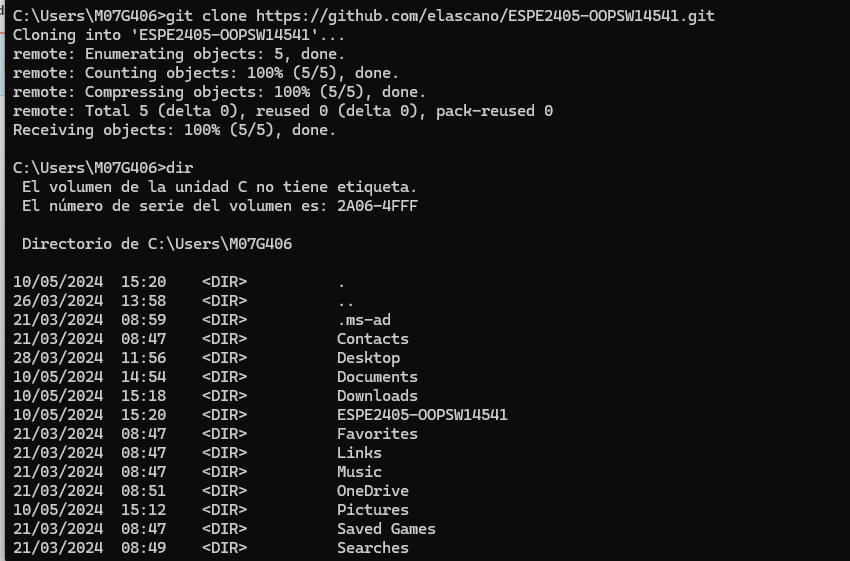 C:\Users\M07G406>git clone https://github.com/elascano/ESPE2405-OOPSW14541.git
Cloning into 'ESPE2405-OOPSW14541'...
remote: Enumerating objects: 5, done.
remote: Counting objects: 100% (5/5), done.
remote: Compressing objects: 100% (5/5), done.
remote: Total 5 (delta 0), reused 0 (delta 0), pack-reused 0
Receiving objects: 100% (5/5), done.

C:\Users\M07G406>dir
 El volumen de la unidad C no tiene etiqueta.
 El número de serie del volumen es: 2A06-4FFF

 Directorio de C:\Users\M07G406

10/05/2024  15:20    <DIR>          .
26/03/2024  13:58    <DIR>          ..
21/03/2024  08:59    <DIR>          .ms-ad
21/03/2024  08:47    <DIR>          Contacts
28/03/2024  11:56    <DIR>          Desktop
10/05/2024  14:54    <DIR>          Documents
10/05/2024  15:18    <DIR>          Downloads
10/05/2024  15:20    <DIR>          ESPE2405-OOPSW14541
21/03/2024  08:47    <DIR>          Favorites
21/03/2024  08:47    <DIR>          Links
21/03/2024  08:47    <DIR>          Music
21/03/2024  08:51    <DIR>          OneDrive
10/05/2024  15:12    <DIR>          Pictures
21/03/2024  08:47    <DIR>          Saved Games
21/03/2024  08:49    <DIR>          Searches